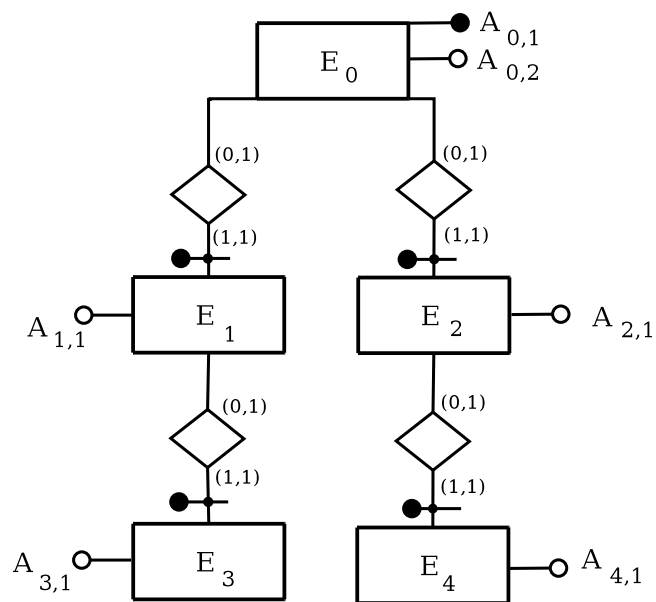 A 0,1
E 0
A 0,2
(0,1) (0,1)
(1,1) (1,1)
E 1
E 2
A 1,1
A 2,1
(0,1) (0,1)
(1,1) (1,1)
E 3
E 4
A 3,1
A 4,1